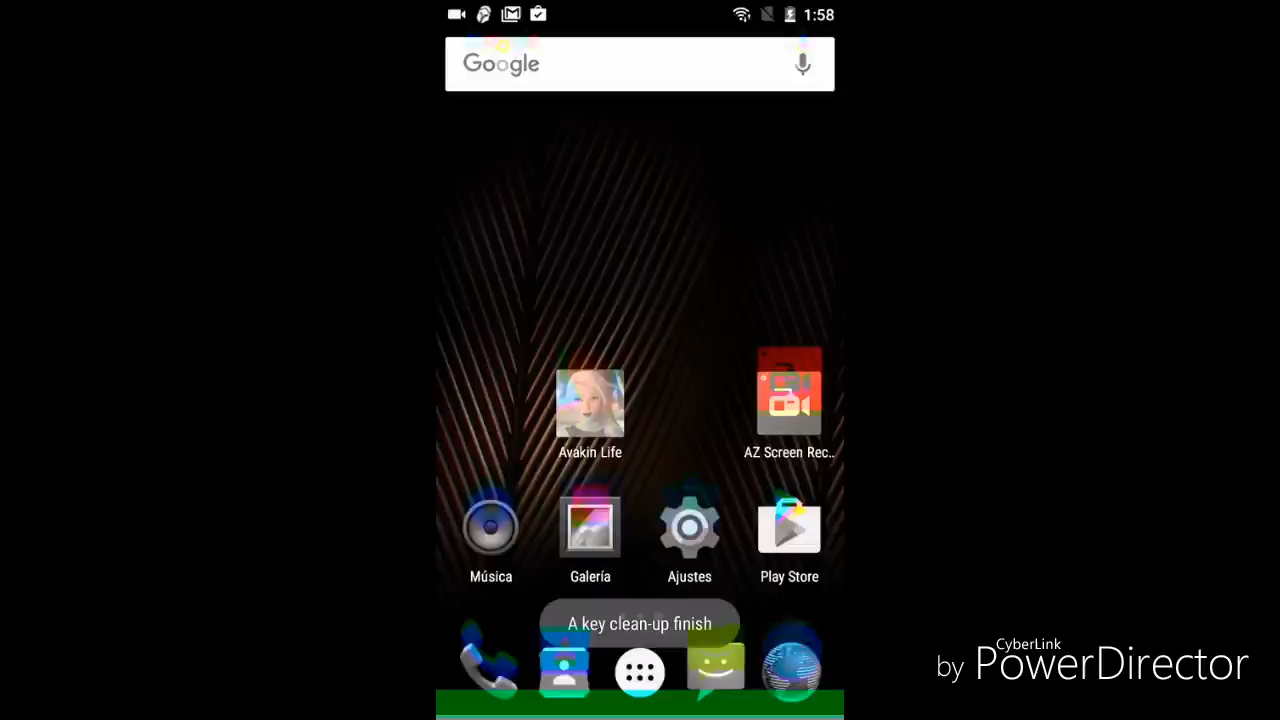 1:58
Google
Avakin Life
AZ Screen Rec..
Música
Galería
Ajustes
Play Store
A key clean-up finish
CyberLink
by PowerDirector